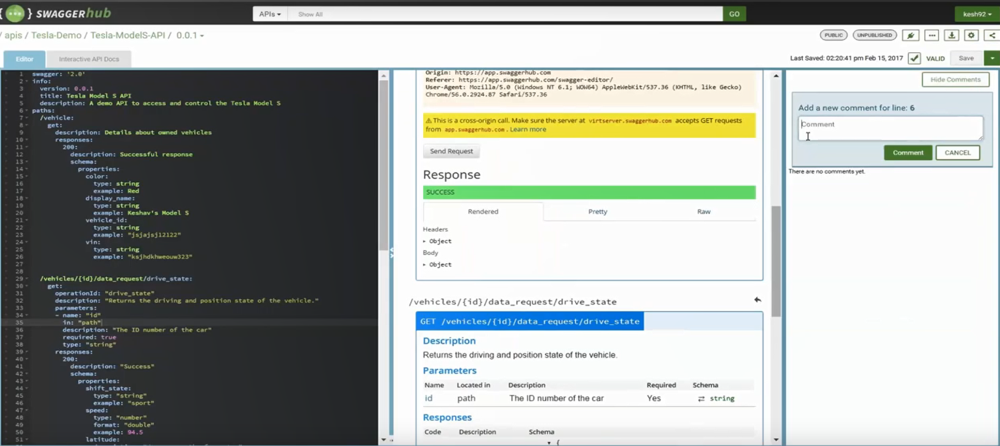 { } SWAGGERhub
APIs
Show All
GO
kesh92
/ apis / Tesla-Demo / Tesla-ModelS-API / 0.0.1
PUBLIC
UNPUBLISHED
Editor
Interactive API Docs
Last Saved: 02:20:41 pm Feb 15, 2017
VALID
Save
1 swagger: '2.0'
2 info:
3 version: 0.0.1
4 title: Tesla Model S API
5 description: A demo API to access and control the Tesla Model S
6 paths:
7 /vehicle:
8 get:
9 description: Details about owned vehicles
10 responses:
11 200:
12 description: Successful response
13 schema:
14 properties:
15 color:
16 type: string
17 example: Red
18 display_name:
19 type: string
20 example: Keshav's Model S
21 vehicle_id:
22 type: string
23 example: "jsjajsj12122"
24 vin:
25 type: string
26 example: "ksjhdkhweouw323"
27
28
29 /vehicles/{id}/data_request/drive_state:
30 get:
31 operationId: "drive_state"
32 description: "Returns the driving and position state of the vehicle."
33 parameters:
34 - name: "id"
35 in: "path"
36 description: "The ID number of the car"
37 required: true
38 type: "string"
39 responses:
40 200:
41 description: "Success"
42 schema:
43 properties:
44 shift_state:
45 type: "string"
46 example: "sport"
47 speed:
48 type: "number"
49 format: "double"
50 example: 94.5
51 latitude:
Origin: https://app.swaggerhub.com
Referer: https://app.swaggerhub.com/swagger-editor/
User-Agent: Mozilla/5.0 (Windows NT 6.1; WOW64) AppleWebKit/537.36 (KHTML, like Gecko)
Chrome/56.0.2924.87 Safari/537.36
This is a cross-origin call. Make sure the server at virtserver.swaggerhub.com accepts GET requests
from app.swaggerhub.com. Learn more
Send Request
Response
SUCCESS
Rendered
Pretty
Raw
Headers
Object
Body
Object
/vehicles/{id}/data_request/drive_state
GET /vehicles/{id}/data_request/drive_state
Description
Returns the driving and position state of the vehicle.
Parameters
Name Located in Description Required Schema
id path The ID number of the car Yes ⇄ string
Responses
Code Description Schema
{
Hide Comments
Add a new comment for line: 6
Comment
Comment
CANCEL
There are no comments yet.